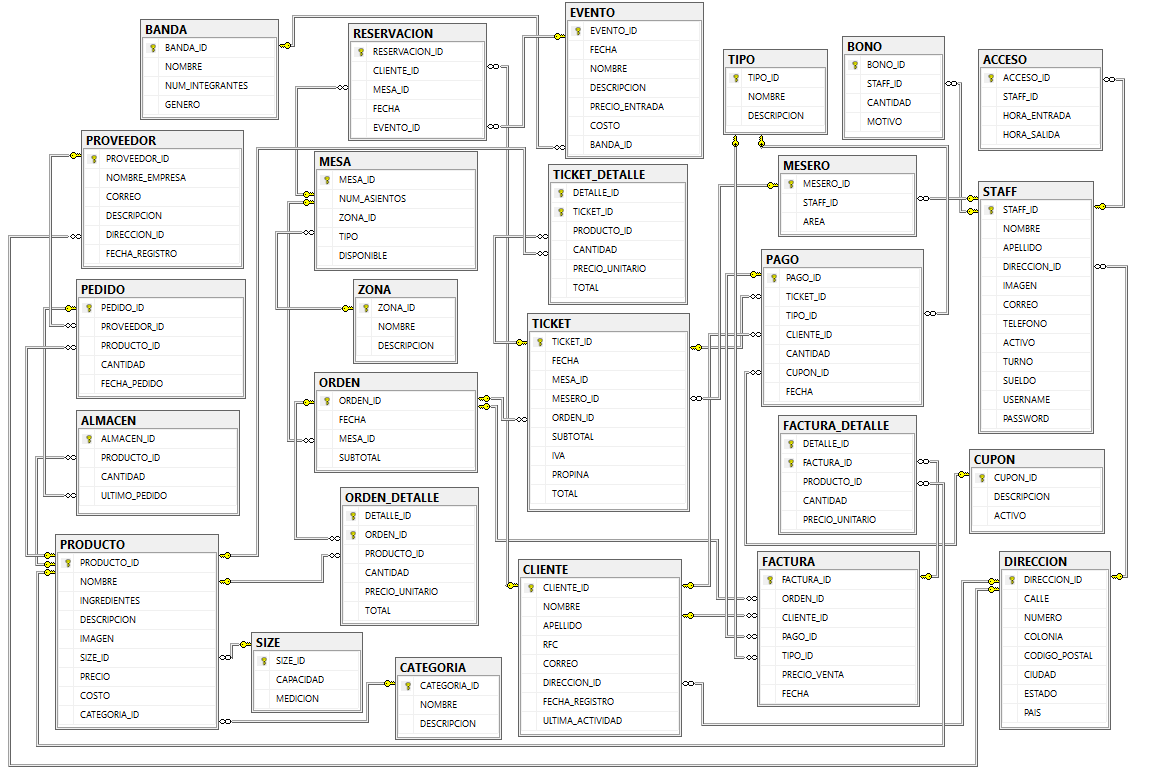 BANDA
BANDA_ID
NOMBRE
NUM_INTEGRANTES
GENERO
RESERVACION
RESERVACION_ID
CLIENTE_ID
MESA_ID
FECHA
EVENTO_ID
EVENTO
EVENTO_ID
FECHA
NOMBRE
DESCRIPCION
PRECIO_ENTRADA
COSTO
BANDA_ID
TIPO
TIPO_ID
NOMBRE
DESCRIPCION
BONO
BONO_ID
STAFF_ID
CANTIDAD
MOTIVO
ACCESO
ACCESO_ID
STAFF_ID
HORA_ENTRADA
HORA_SALIDA
PROVEEDOR
PROVEEDOR_ID
NOMBRE_EMPRESA
CORREO
DESCRIPCION
DIRECCION_ID
FECHA_REGISTRO
MESA
MESA_ID
NUM_ASIENTOS
ZONA_ID
TIPO
DISPONIBLE
TICKET_DETALLE
DETALLE_ID
TICKET_ID
PRODUCTO_ID
CANTIDAD
PRECIO_UNITARIO
TOTAL
MESERO
MESERO_ID
STAFF_ID
AREA
STAFF
STAFF_ID
NOMBRE
APELLIDO
DIRECCION_ID
IMAGEN
CORREO
TELEFONO
ACTIVO
TURNO
SUELDO
USERNAME
PASSWORD
PEDIDO
PEDIDO_ID
PROVEEDOR_ID
PRODUCTO_ID
CANTIDAD
FECHA_PEDIDO
ZONA
ZONA_ID
NOMBRE
DESCRIPCION
TICKET
TICKET_ID
FECHA
MESA_ID
MESERO_ID
ORDEN_ID
SUBTOTAL
IVA
PROPINA
TOTAL
PAGO
PAGO_ID
TICKET_ID
TIPO_ID
CLIENTE_ID
CANTIDAD
CUPON_ID
FECHA
ALMACEN
ALMACEN_ID
PRODUCTO_ID
CANTIDAD
ULTIMO_PEDIDO
ORDEN
ORDEN_ID
FECHA
MESA_ID
SUBTOTAL
FACTURA_DETALLE
DETALLE_ID
FACTURA_ID
PRODUCTO_ID
CANTIDAD
PRECIO_UNITARIO
CUPON
CUPON_ID
DESCRIPCION
ACTIVO
ORDEN_DETALLE
DETALLE_ID
ORDEN_ID
PRODUCTO_ID
CANTIDAD
PRECIO_UNITARIO
TOTAL
PRODUCTO
PRODUCTO_ID
NOMBRE
INGREDIENTES
DESCRIPCION
IMAGEN
SIZE_ID
PRECIO
COSTO
CATEGORIA_ID
SIZE
SIZE_ID
CAPACIDAD
MEDICION
CATEGORIA
CATEGORIA_ID
NOMBRE
DESCRIPCION
CLIENTE
CLIENTE_ID
NOMBRE
APELLIDO
RFC
CORREO
DIRECCION_ID
FECHA_REGISTRO
ULTIMA_ACTIVIDAD
FACTURA
FACTURA_ID
ORDEN_ID
CLIENTE_ID
PAGO_ID
TIPO_ID
PRECIO_VENTA
FECHA
DIRECCION
DIRECCION_ID
CALLE
NUMERO
COLONIA
CODIGO_POSTAL
CIUDAD
ESTADO
PAIS